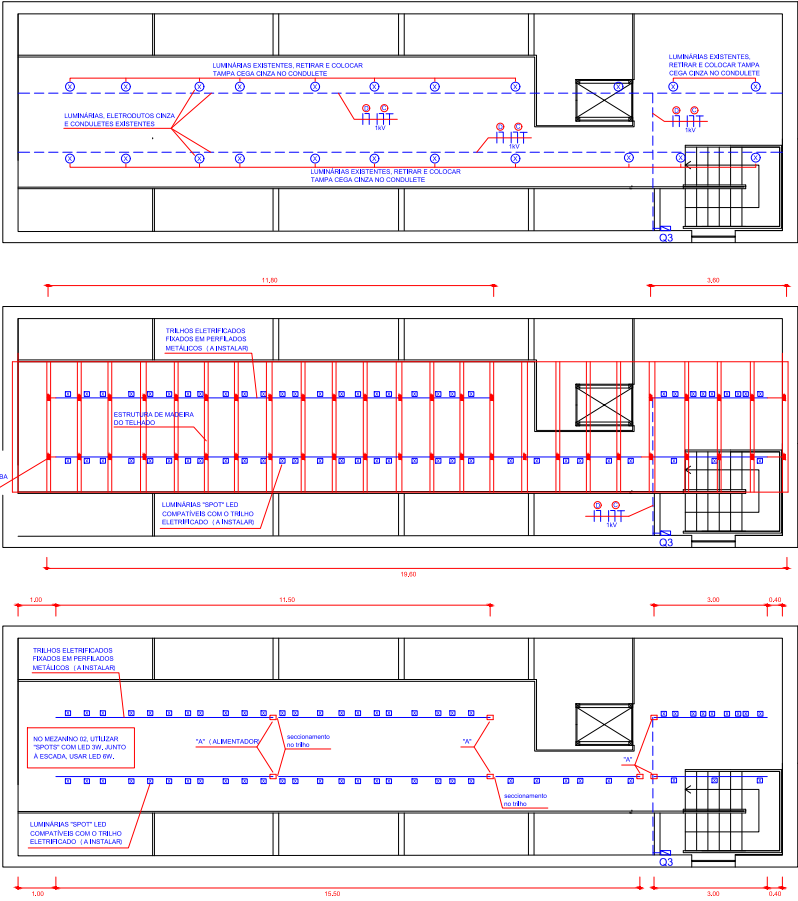 LUMINÁRIAS EXISTENTES, RETIRAR E COLOCAR
TAMPA CEGA CINZA NO CONDULETE
LUMINÁRIAS EXISTENTES,
RETIRAR E COLOCAR TAMPA
CEGA CINZA NO CONDULETE
D C
1kV
D C
1kV
D C
1kV
LUMINÁRIAS, ELETRODUTOS CINZA
E CONDULETES EXISTENTES
LUMINÁRIAS EXISTENTES, RETIRAR E COLOCAR
TAMPA CEGA CINZA NO CONDULETE
Q3
11,80
3,60
TRILHOS ELETRIFICADOS
FIXADOS EM PERFILADOS
METÁLICOS (A INSTALAR)
ESTRUTURA DE MADEIRA
DO TELHADO
BA
LUMINÁRIAS "SPOT" LED
COMPATÍVEIS COM O TRILHO
ELETRIFICADO (A INSTALAR)
D C
1kV
Q3
19,60
1.00
11.50
3.00
0.40
TRILHOS ELETRIFICADOS
FIXADOS EM PERFILADOS
METÁLICOS (A INSTALAR)
NO MEZANINO 02, UTILIZAR
"SPOTS" COM LED 3W, JUNTO
À ESCADA, USAR LED 6W.
"A" (ALIMENTADOR)
seccionamento
no trilho
"A"
"A"
seccionamento
no trilho
LUMINÁRIAS "SPOT" LED
COMPATÍVEIS COM O TRILHO
ELETRIFICADO (A INSTALAR)
Q3
1.00
15.50
3.00
0.40